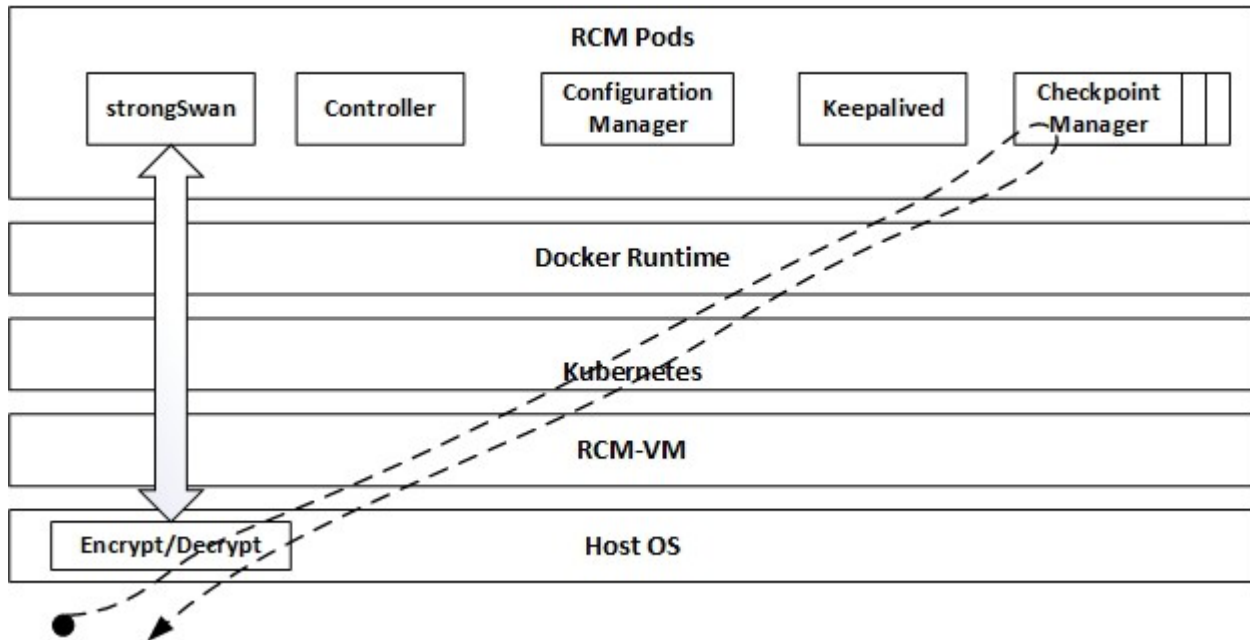 RCM Pods
strongSwan
Controller
Configuration
Manager
Keepalived
Checkpoint
Manager
Docker Runtime
Kubernetes
RCM-VM
Encrypt/Decrypt
Host OS